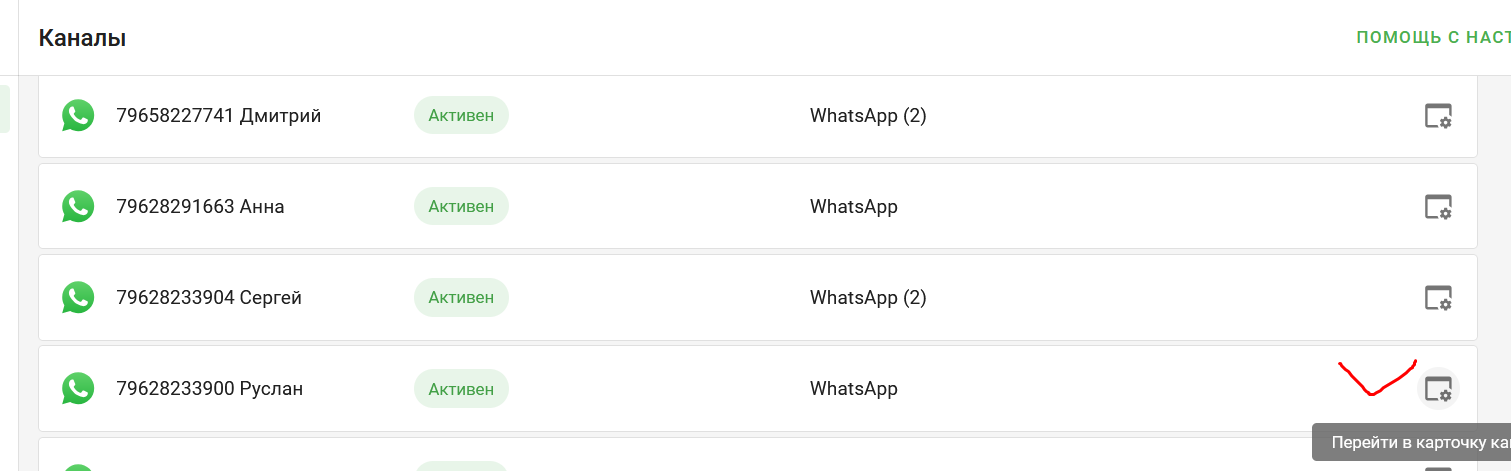 Каналы
ПОМОЩЬ С НАСТ
79658227741 Дмитрий Активен WhatsApp (2)
79628291663 Анна Активен WhatsApp
79628233904 Сергей Активен WhatsApp (2)
79628233900 Руслан Активен WhatsApp
Перейти в карточку ка